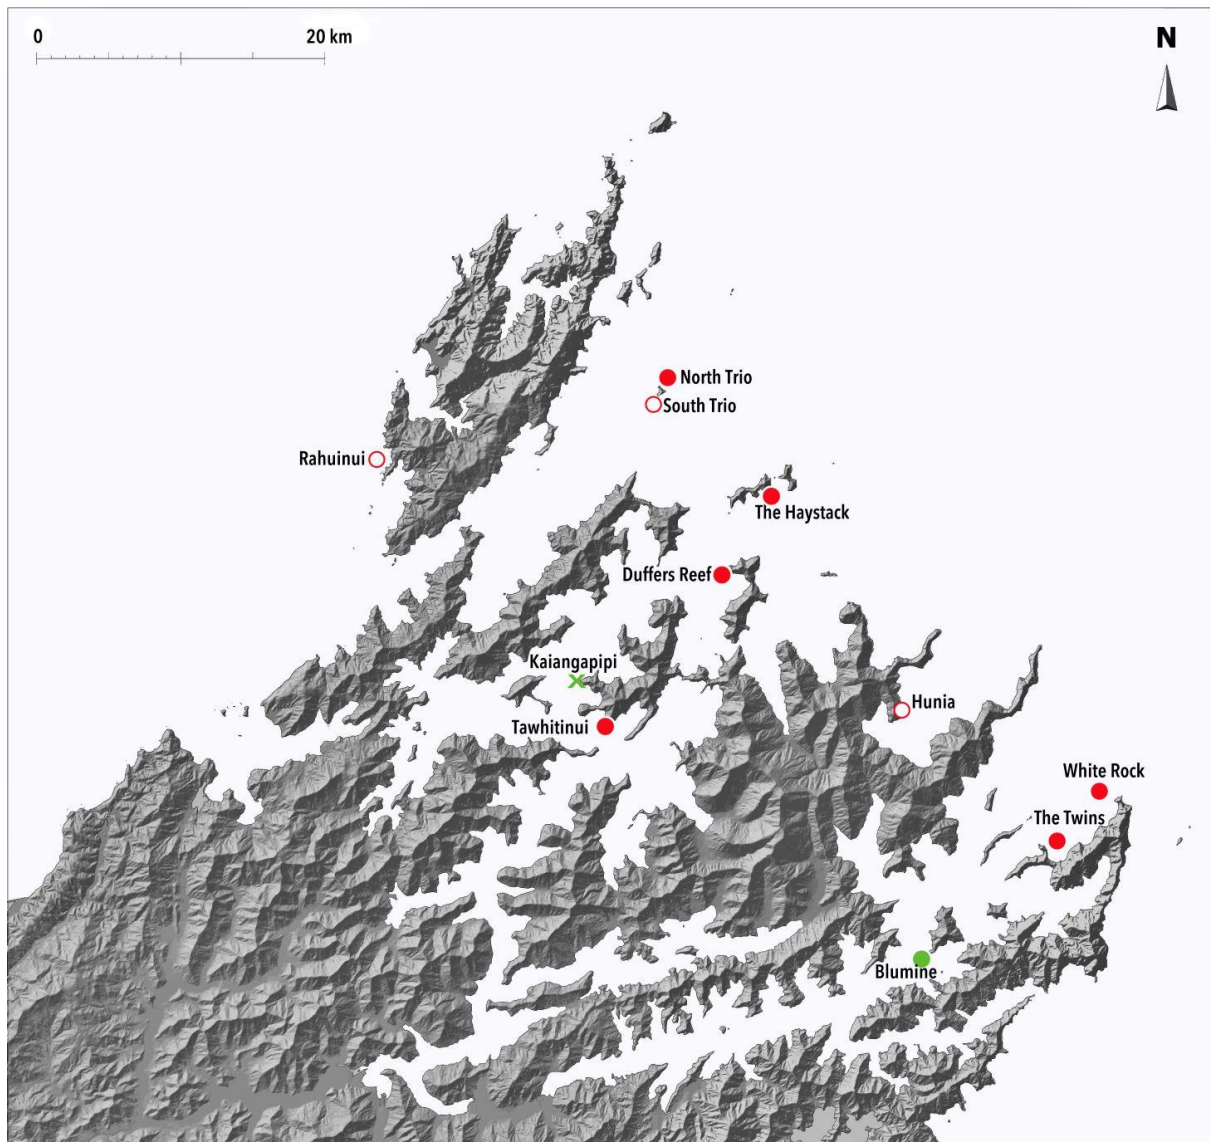 0 20 km
N
North Trio
South Trio
Rahuinui
The Haystack
Duffers Reef
Kaiangapipi
Hunia
Tawhitinui
White Rock
The Twins
Blumine